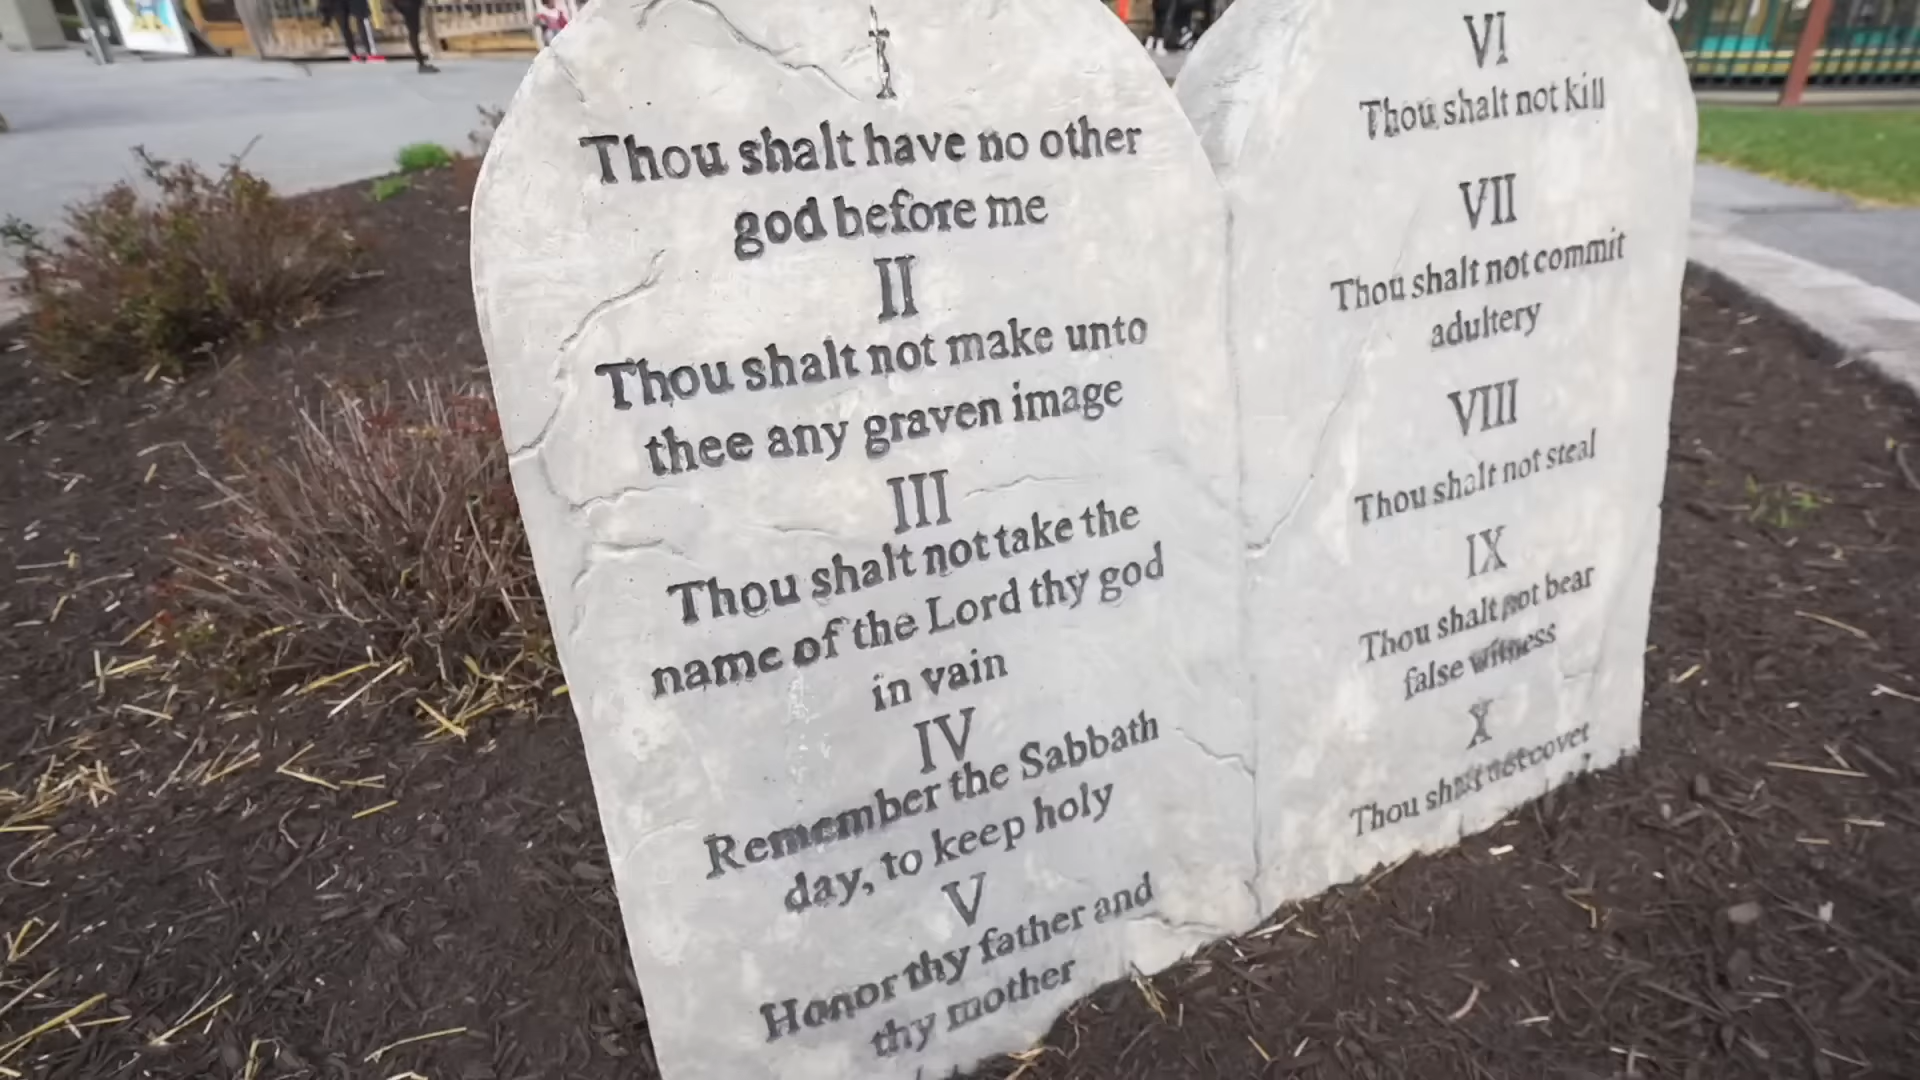 Thou shalt have no other
god before me
II
Thou shalt not make unto
thee any graven image
III
Thou shalt not take the
name of the Lord thy god
in vain
IV
Remember the Sabbath
day, to keep holy
V
Honor thy father and
thy mother
VI
Thou shalt not kill
VII
Thou shalt not commit
adultery
VIII
Thou shalt not steal
IX
Thou shalt not bear
false witness
X
Thou shalt not covet